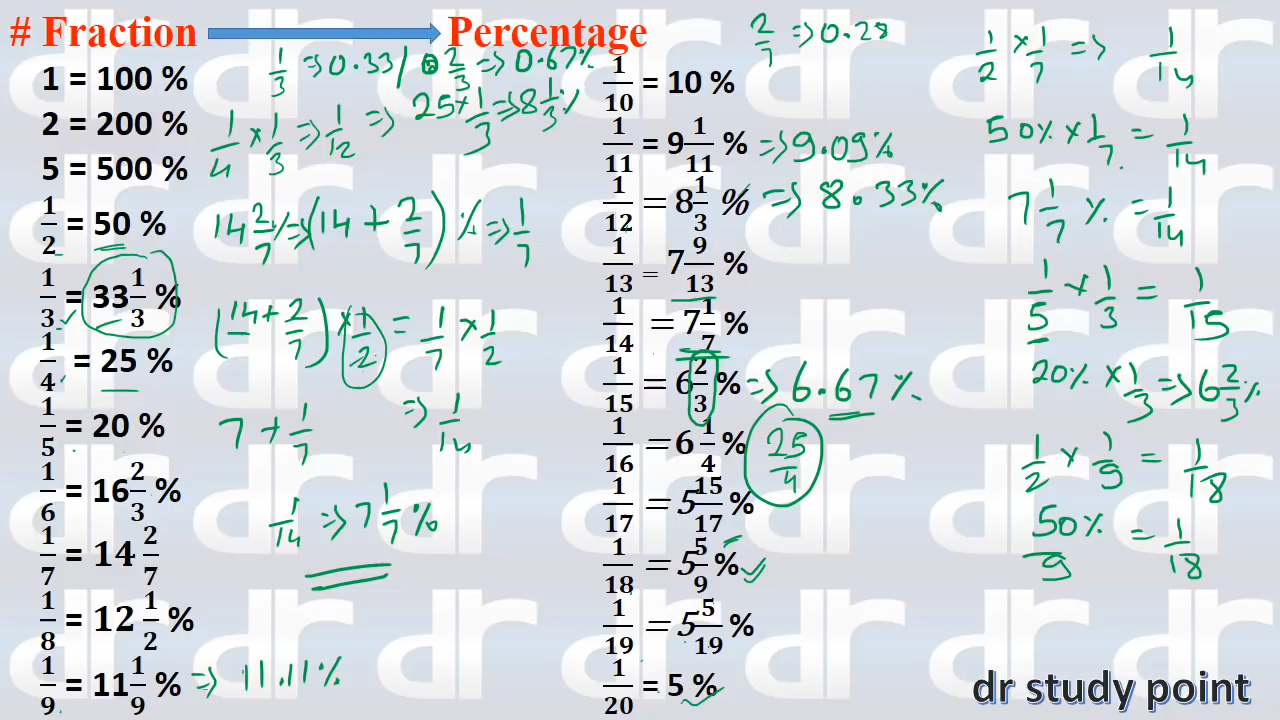 # Fraction → Percentage
1 = 100 %
2 = 200 %
5 = 500 %
1/2 = 50 %
1/3 = 33 1/3 %
1/4 = 25 %
1/5 = 20 %
1/6 = 16 2/3 %
1/7 = 14 2/7
1/8 = 12 1/2 %
1/9 = 11 1/9 % => 11.11%
1/3 => 0.33 / 2/3 => 0.67%
1/4 × 1/3 => 1/12 => 25 × 1/3 => 8 1/3 %
14 2/7 % => (14 + 2/7) % => 1/7
(14 + 2/7) × 1/2 = 1/7 × 1/2
7 + 1/7 => 1/14
1/14 => 7 1/7 %
1/10 = 10 %
1/11 = 9 1/11 % => 9.09%
1/12 = 8 1/3 % => 8.33%
1/13 = 7 9/13 %
1/14 = 7 1/7 %
1/15 = 6 2/3 % => 6.67%
1/16 = 6 1/4 % 25/4
1/17 = 5 15/17 %
1/18 = 5 5/9 %
1/19 = 5 5/19 %
1/20 = 5 %
2/7 => 0.28
1/2 × 1/7 => 1/14
50% × 1/7 = 1/14
7 1/7 % = 1/14
1/5 × 1/3 = 1/15
20% × 1/3 => 6 2/3 %
1/2 × 1/9 = 1/18
50%/9 = 1/18
dr study point